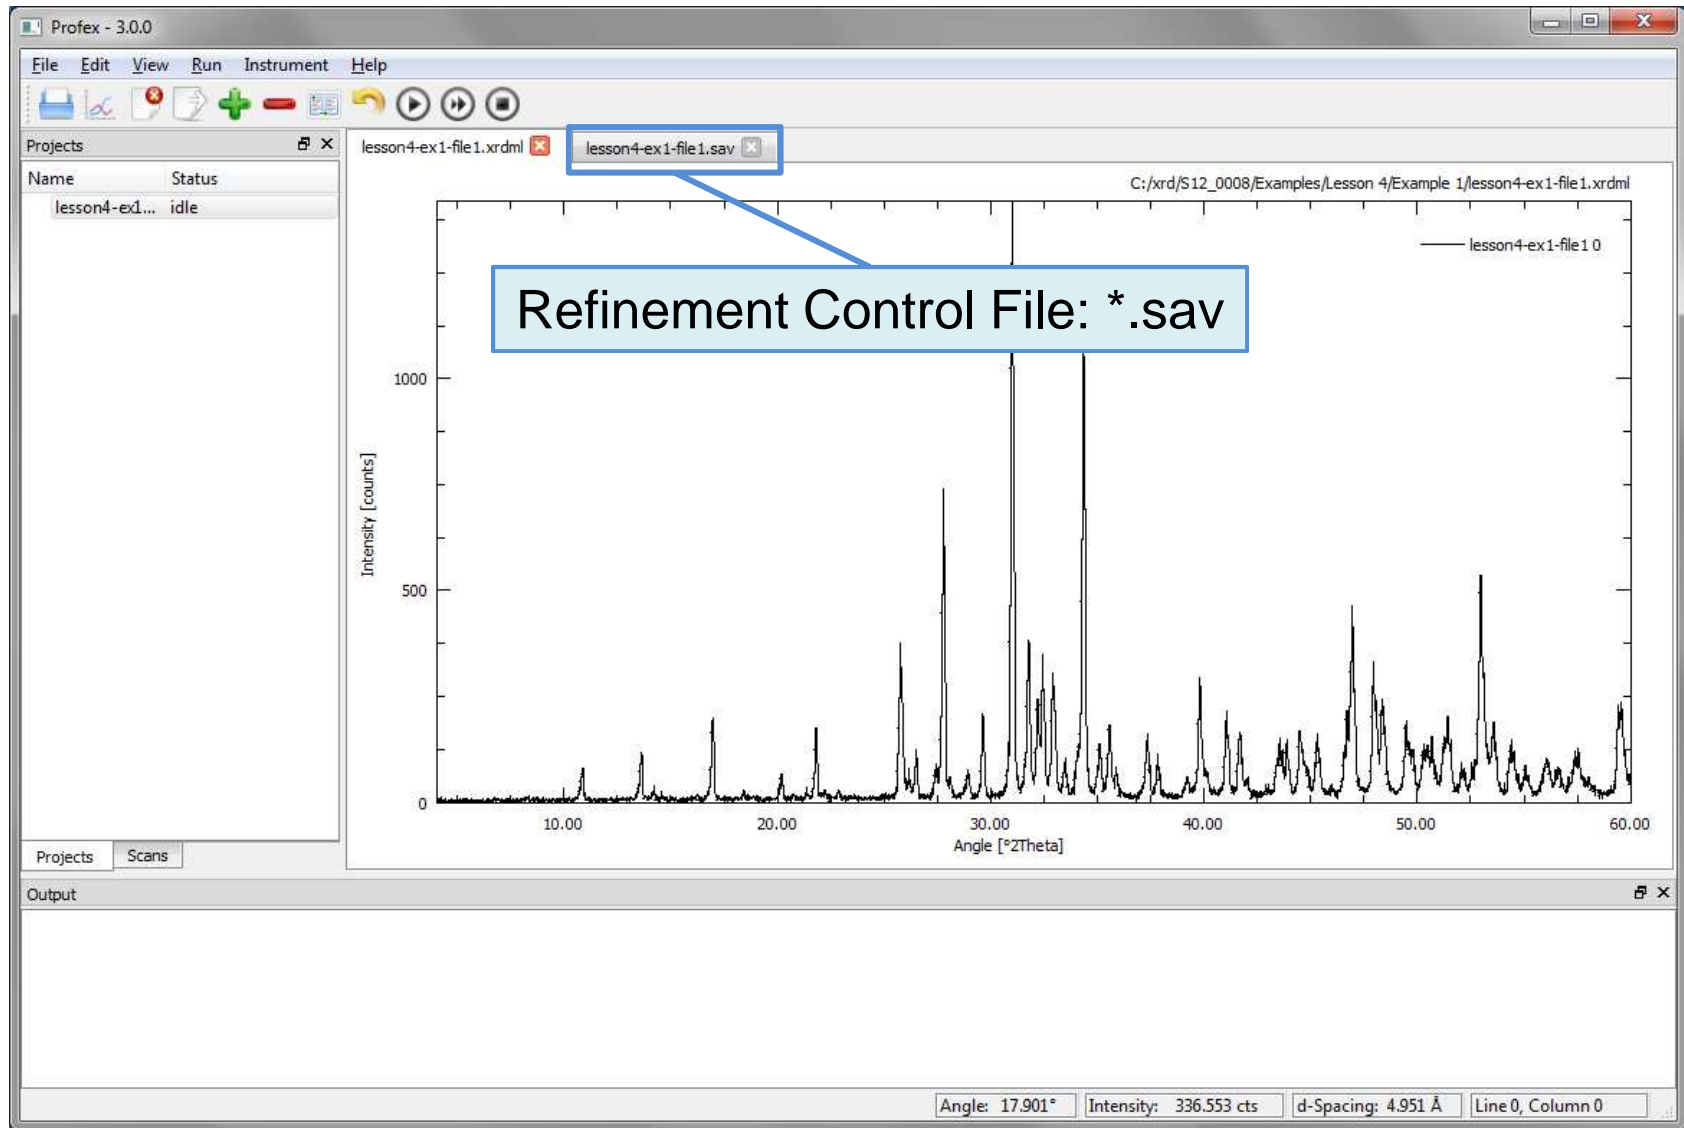 Profex - 3.0.0
File Edit View Run Instrument Help
Projects
lesson4-ex1-file1.xrdml
lesson4-ex1-file1.sav
Name Status
lesson4-ex1... idle
C:/xrd/S12_0008/Examples/Lesson 4/Example 1/lesson4-ex1-file1.xrdml
lesson4-ex1-file1 0
Refinement Control File: *.sav
1000
500
0
Intensity [counts]
10.00 20.00 30.00 40.00 50.00 60.00
Angle [°2Theta]
Projects Scans
Output
Angle: 17.901° Intensity: 336.553 cts d-Spacing: 4.951 Å Line 0, Column 0